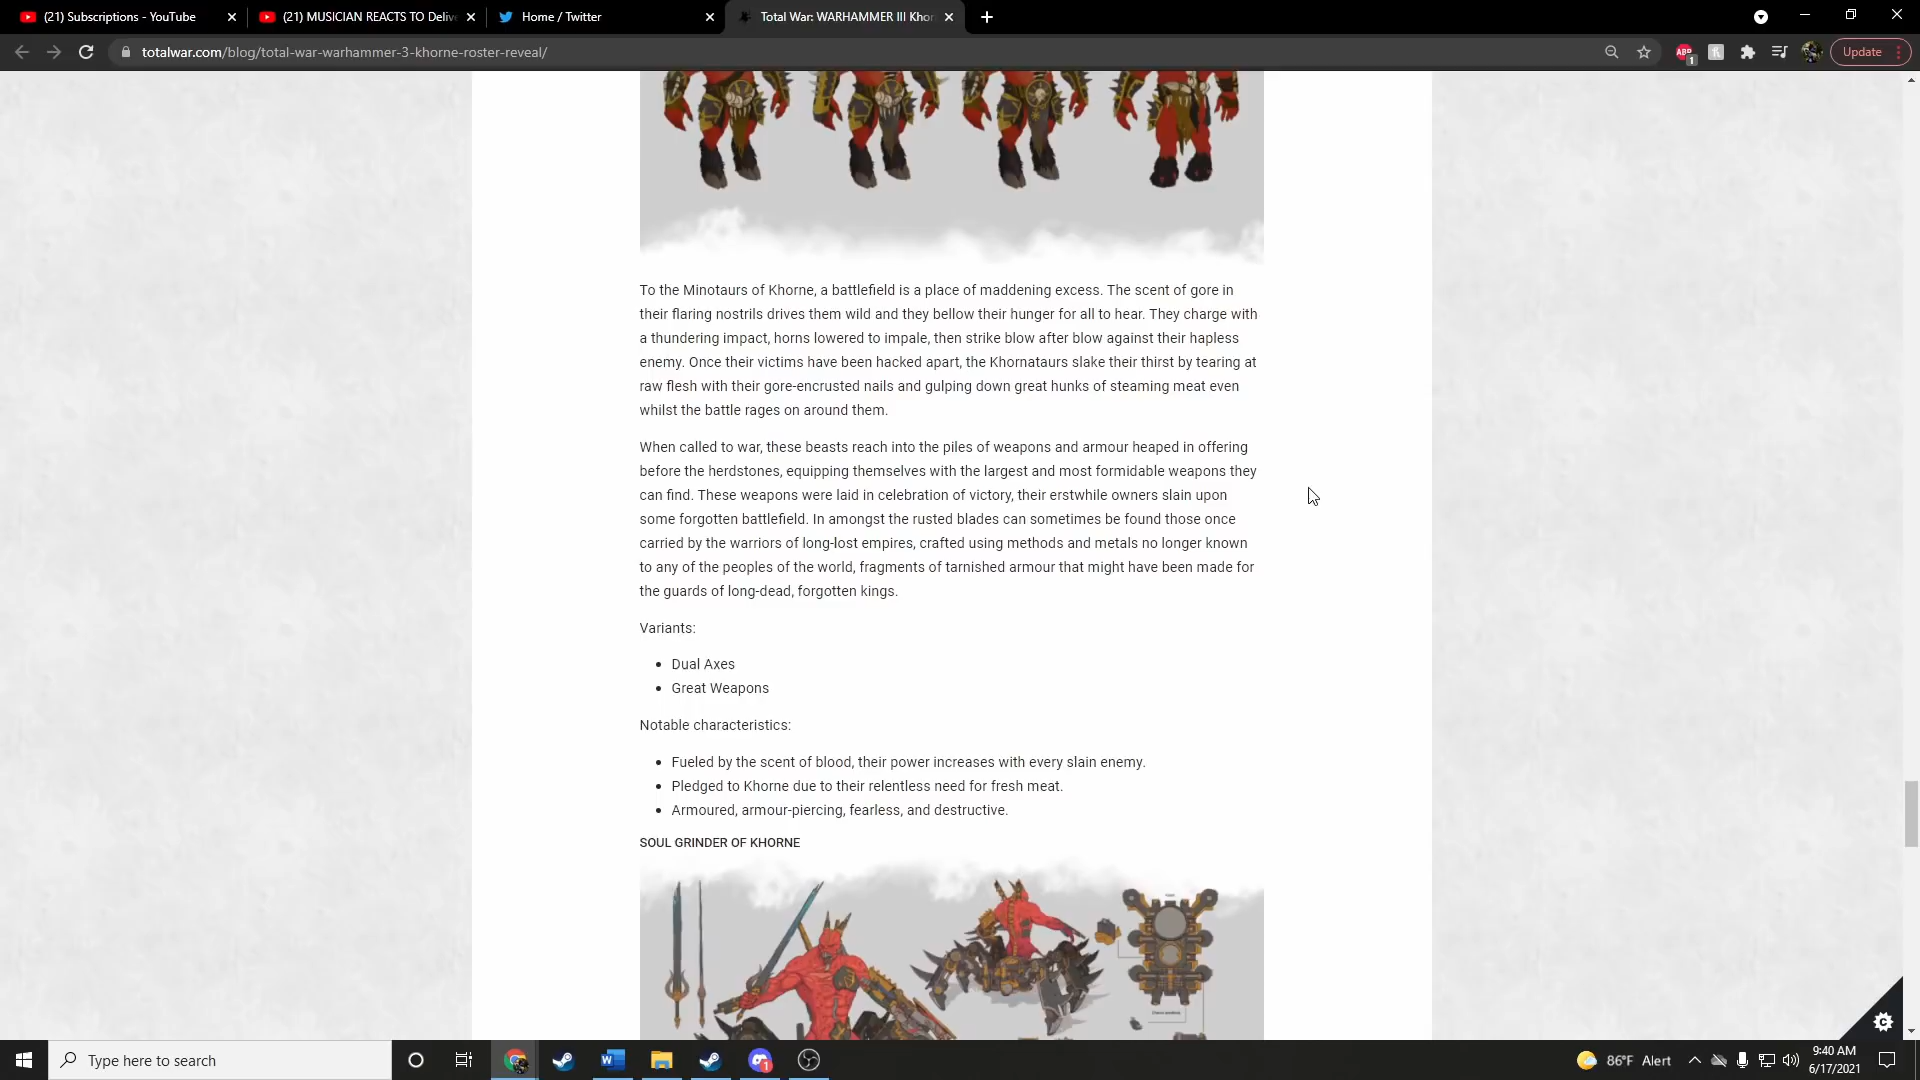 (21) Subscriptions - YouTube
(21) MUSICIAN REACTS TO Delive
Home / Twitter
Total War: WARHAMMER III Khor
totalwar.com/blog/total-war-warhammer-3-khorne-roster-reveal/
ABP
1
Update
To the Minotaurs of Khorne, a battlefield is a place of maddening excess. The scent of gore in
their flaring nostrils drives them wild and they bellow their hunger for all to hear. They charge with
a thundering impact, horns lowered to impale, then strike blow after blow against their hapless
enemy. Once their victims have been hacked apart, the Khornataurs slake their thirst by tearing at
raw flesh with their gore-encrusted nails and gulping down great hunks of steaming meat even
whilst the battle rages on around them.
When called to war, these beasts reach into the piles of weapons and armour heaped in offering
before the herdstones, equipping themselves with the largest and most formidable weapons they
can find. These weapons were laid in celebration of victory, their erstwhile owners slain upon
some forgotten battlefield. In amongst the rusted blades can sometimes be found those once
carried by the warriors of long-lost empires, crafted using methods and metals no longer known
to any of the peoples of the world, fragments of tarnished armour that might have been made for
the guards of long-dead, forgotten kings.
Variants:
Dual Axes
Great Weapons
Notable characteristics:
Fueled by the scent of blood, their power increases with every slain enemy.
Pledged to Khorne due to their relentless need for fresh meat.
Armoured, armour-piercing, fearless, and destructive.
SOUL GRINDER OF KHORNE
Type here to search
86°F Alert
9:40 AM
6/17/2021